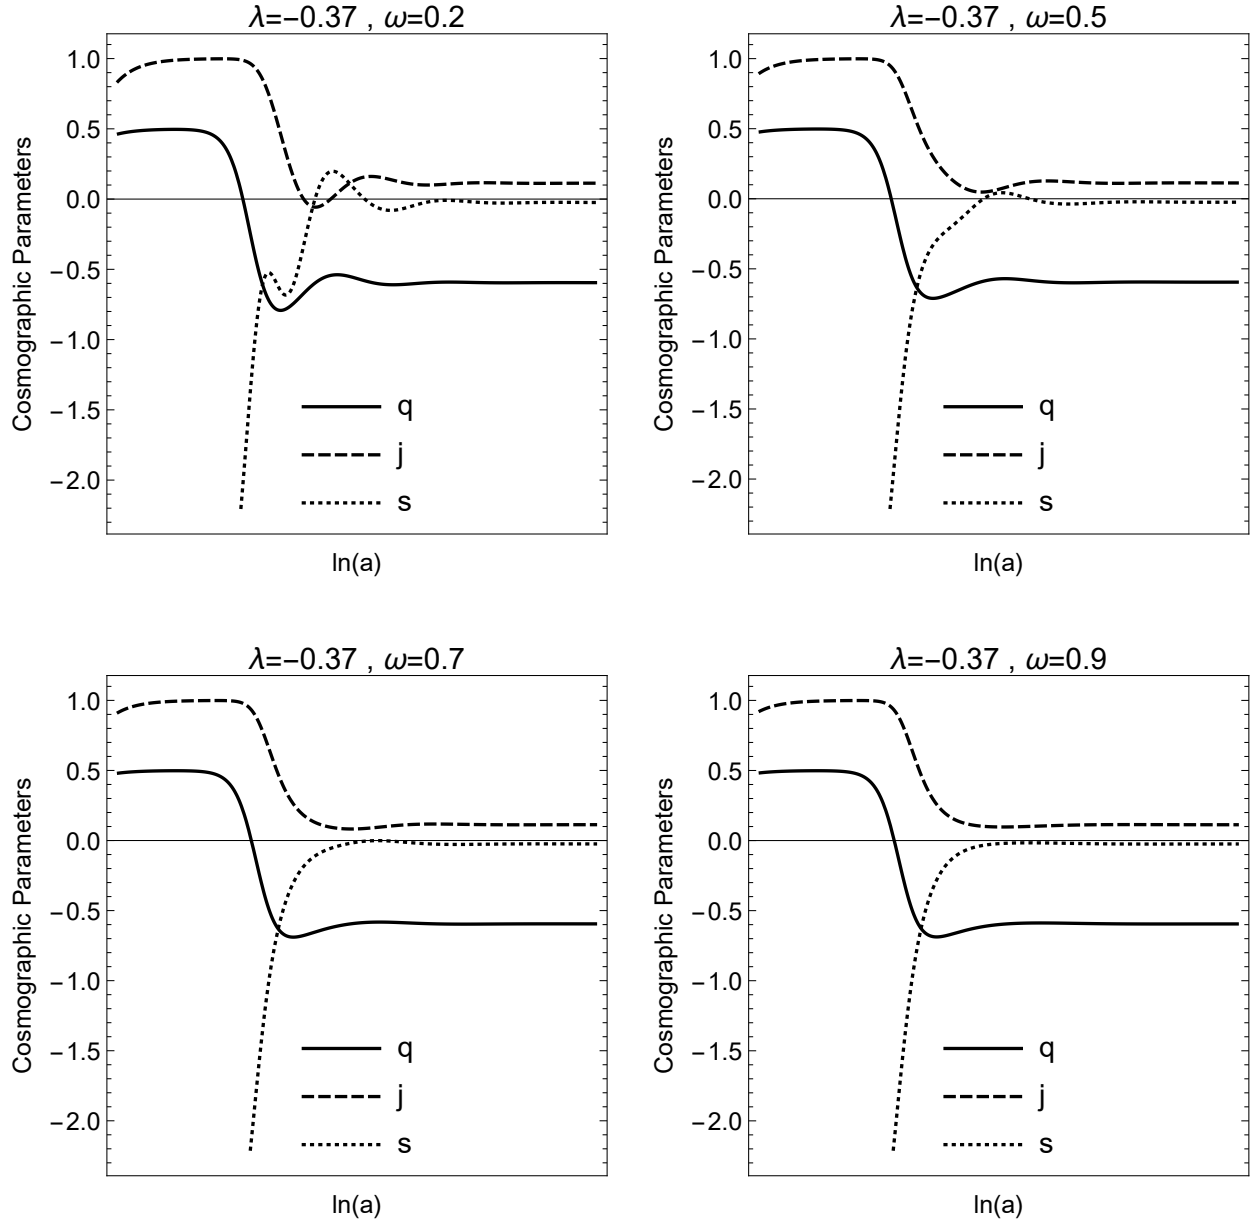 λ=−0.37 , ω=0.2
1.0
0.5
0.0
−0.5
−1.0
−1.5
−2.0
Cosmographic Parameters
q
j
s
ln(a)
λ=−0.37 , ω=0.5
1.0
0.5
0.0
−0.5
−1.0
−1.5
−2.0
Cosmographic Parameters
q
j
s
ln(a)
λ=−0.37 , ω=0.7
1.0
0.5
0.0
−0.5
−1.0
−1.5
−2.0
Cosmographic Parameters
q
j
s
ln(a)
λ=−0.37 , ω=0.9
1.0
0.5
0.0
−0.5
−1.0
−1.5
−2.0
Cosmographic Parameters
q
j
s
ln(a)